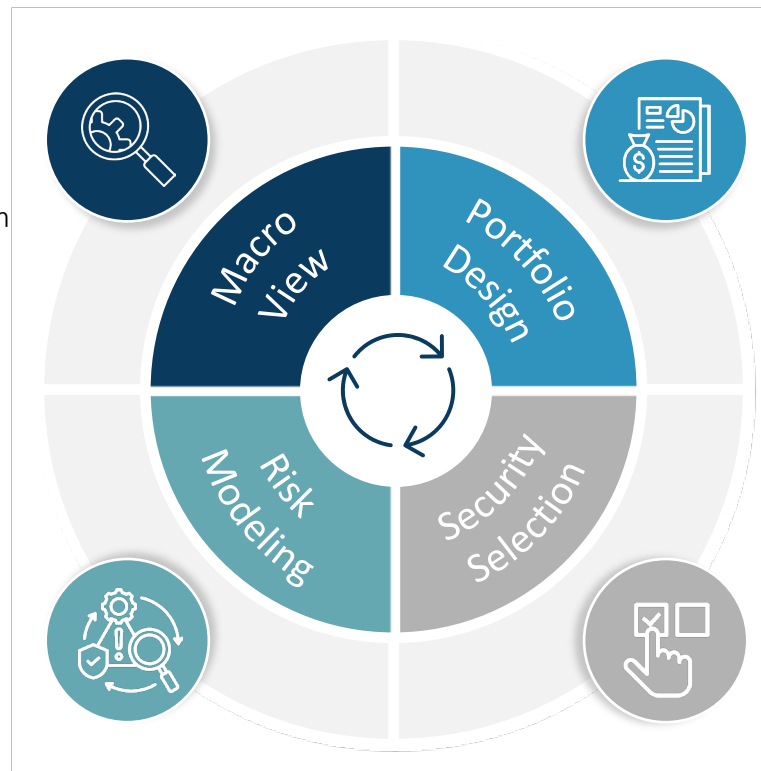 Macro
View
Portfolio
Design
Risk
Modeling
Security
Selection
$